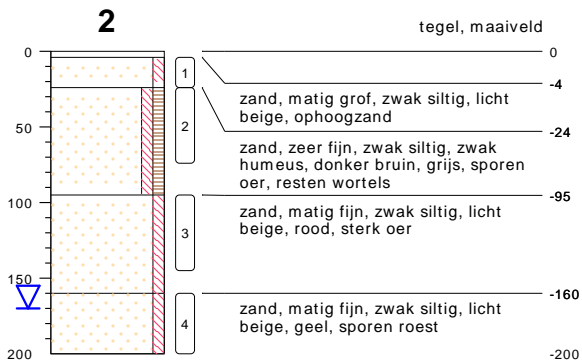 2
tegel, maaiveld
0
0
1
-4
zand, matig grof, zwak siltig, licht
beige, ophoogzand
2
50
-24
zand, zeer fijn, zwak siltig, zwak
humeus, donker bruin, grijs, sporen
oer, resten wortels
100
-95
zand, matig fijn, zwak siltig, licht
beige, rood, sterk oer
3
150
-160
zand, matig fijn, zwak siltig, licht
beige, geel, sporen roest
4
200
-200